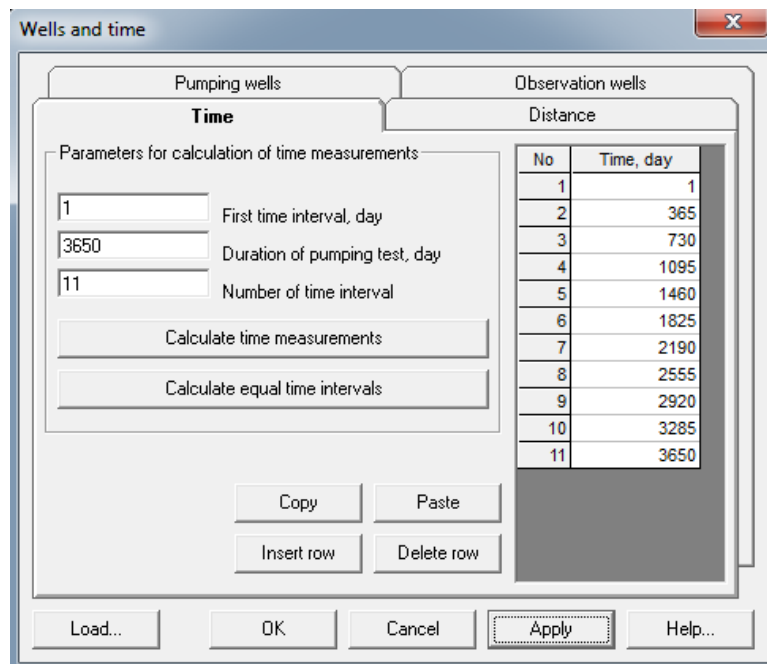 Wells and time
Pumping wells
Observation wells
Time
Distance
Parameters for calculation of time measurements
1
First time interval, day
3650
Duration of pumping test, day
11
Number of time interval
Calculate time measurements
Calculate equal time intervals
Copy
Paste
Insert row
Delete row
No Time, day
1 1
2 365
3 730
4 1095
5 1460
6 1825
7 2190
8 2555
9 2920
10 3285
11 3650
Load...
OK
Cancel
Apply
Help...